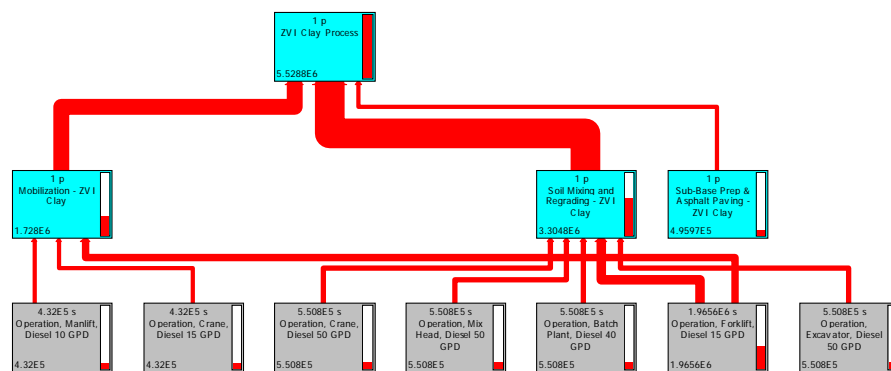 1 p
ZVI Clay Process
5.5288E6
1 p
Mobilization - ZVI
Clay
1.728E6
1 p
Soil Mixing and
Regrading - ZVI
Clay
3.3048E6
1 p
Sub-Base Prep &
Asphalt Paving -
ZVI Clay
4.9597E5
4.32E5 s
Operation, Manlift,
Diesel 10 GPD
4.32E5
4.32E5 s
Operation, Crane,
Diesel 15 GPD
4.32E5
5.508E5 s
Operation, Crane,
Diesel 50 GPD
5.508E5
5.508E5 s
Operation, Mix
Head, Diesel 50
GPD
5.508E5
5.508E5 s
Operation, Batch
Plant, Diesel 40
GPD
5.508E5
1.9656E6 s
Operation, Forklift,
Diesel 15 GPD
1.9656E6
5.508E5 s
Operation,
Excavator, Diesel
50 GPD
5.508E5